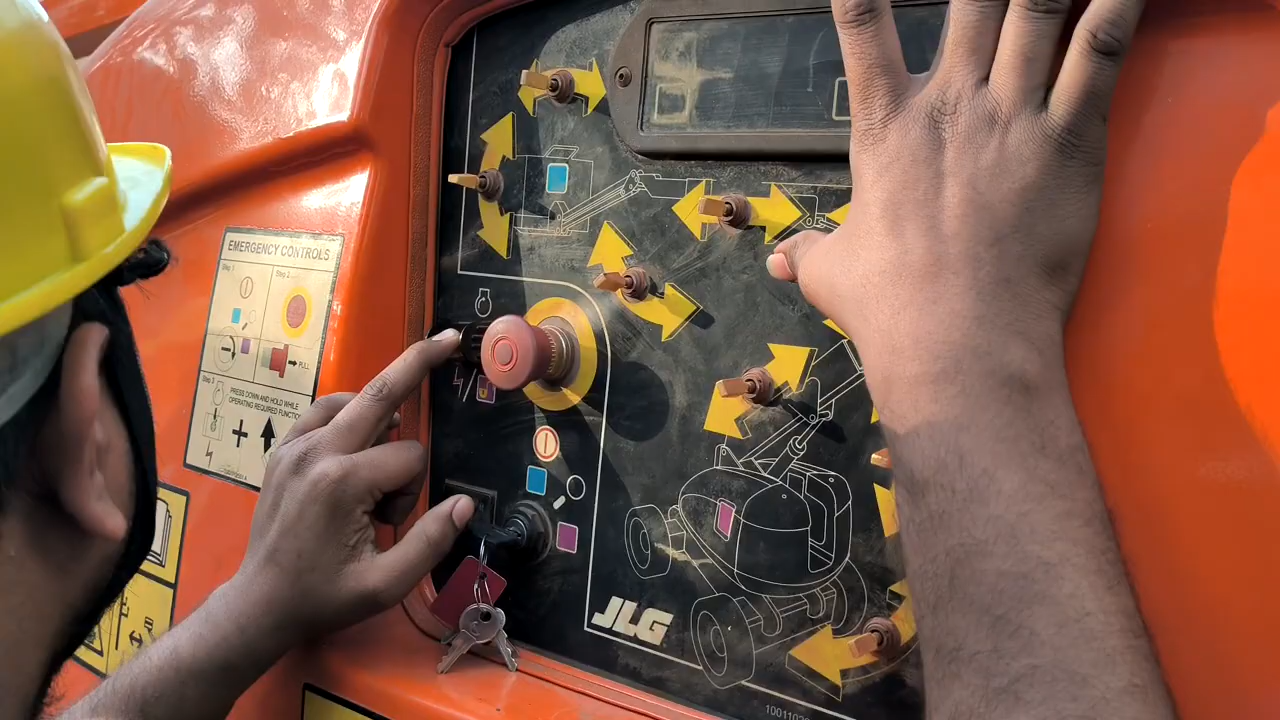 EMERGENCY CONTROLS
Step 1
Step 2
PULL
Step 3
PRESS DOWN AND HOLD WHILE
OPERATING REQUIRED FUNCTION
JLG